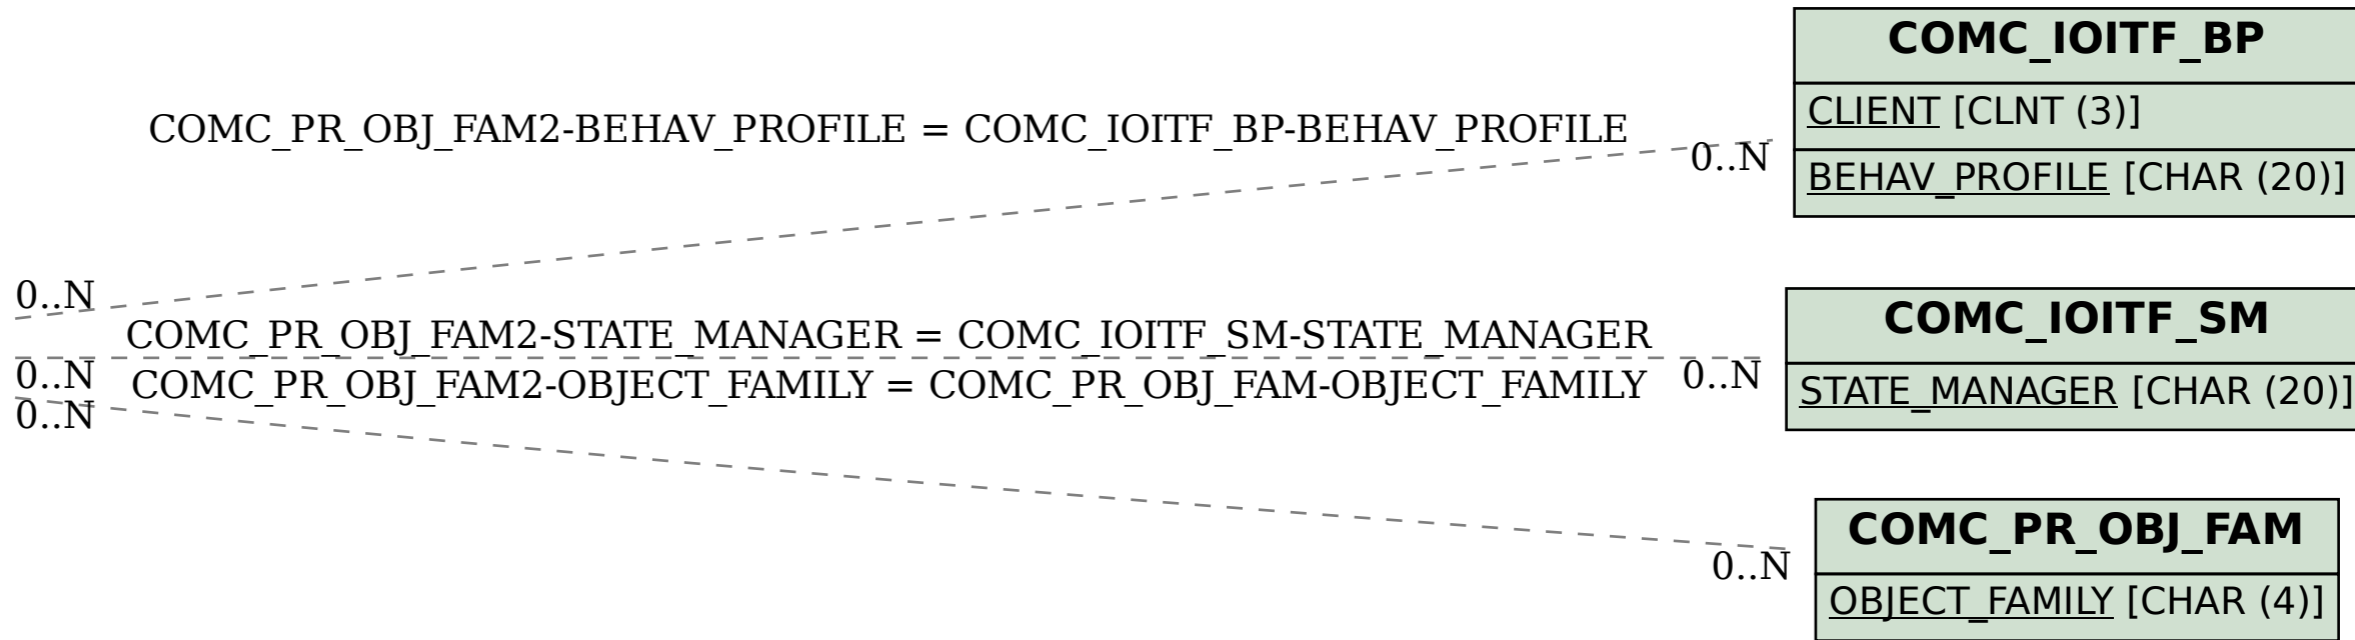 COMC_IOITF_BP
CLIENT [CLNT (3)]
COMC_PR_OBJ_FAM2-BEHAV_PROFILE = COMC_IOITF_BP-BEHAV_PROFILE
0..N
BEHAV_PROFILE [CHAR (20)]
0..N
COMC_IOITF_SM
COMC_PR_OBJ_FAM2-STATE_MANAGER = COMC_IOITF_SM-STATE_MANAGER
0..N
0..N
COMC_PR_OBJ_FAM2-OBJECT_FAMILY = COMC_PR_OBJ_FAM-OBJECT_FAMILY
STATE_MANAGER [CHAR (20)]
0..N
COMC_PR_OBJ_FAM
0..N
OBJECT_FAMILY [CHAR (4)]